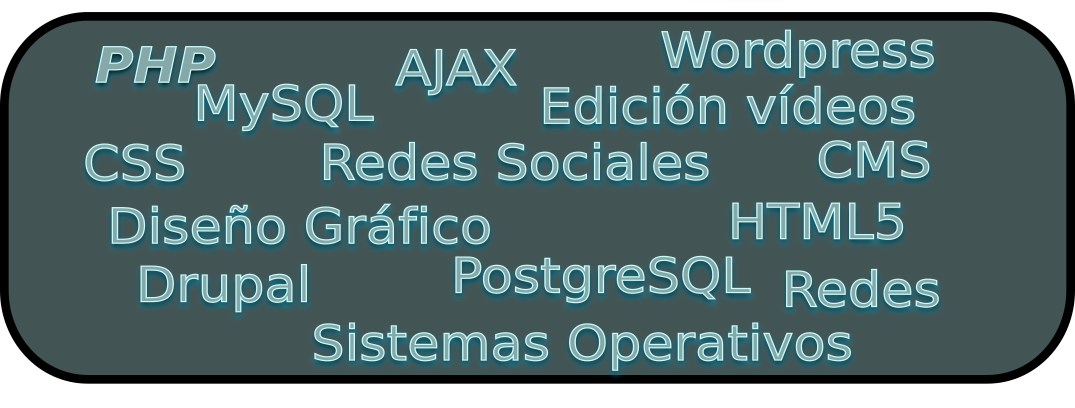 PHP AJAX Wordpress
MySQL Edición vídeos
CSS Redes Sociales CMS
Diseño Gráfico HTML5
Drupal PostgreSQL Redes
Sistemas Operativos